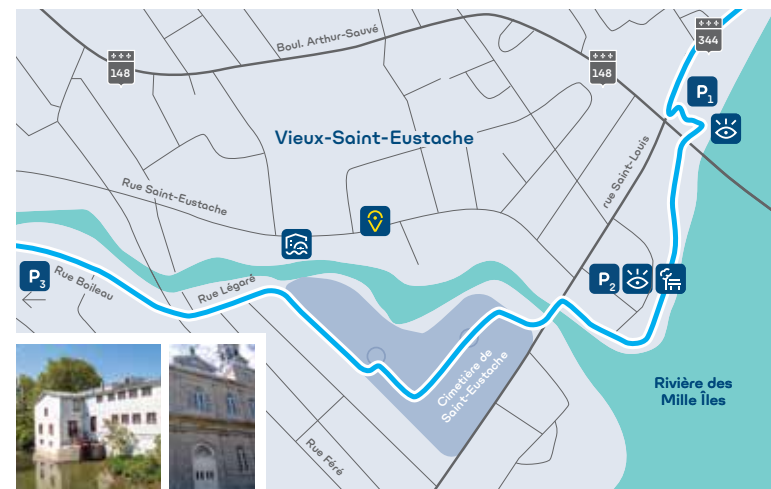 344
Boul. Arthur-Sauvé
148
148
P1
Vieux-Saint-Eustache
rue Saint-Louis
Rue Saint-Eustache
P3
Rue Boileau
Rue Légaré
P2
Cimetière de
Saint-Eustache
Rivière des
Mille Îles
Rue Féré